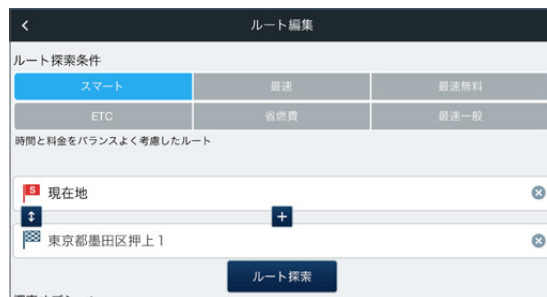 ルート編集
ルート探索条件
スマート 最速 最速無料
ETC 省燃費 最速一般
時間と料金をバランスよく考慮したルート
S 現在地
東京都墨田区押上1
ルート探索